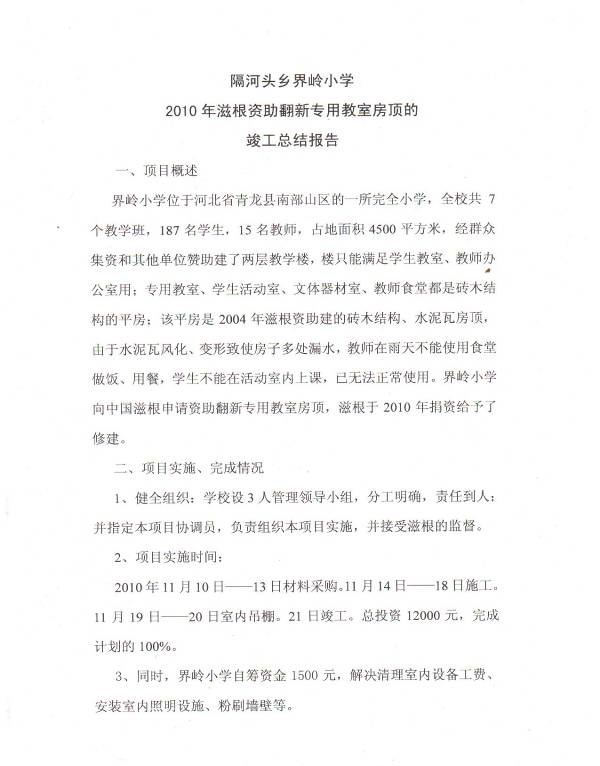 隔河头乡界岭小学
2010 年滋根资助翻新专用教室房顶的
竣工总结报告
一、项目概述
界岭小学位于河北省青龙县南部山区的一所完全小学，全校共 7
个教学班，187 名学生，15 名教师，占地面积 4500 平方米，经群众
集资和其他单位赞助建了两层教学楼，楼只能满足学生教室、教师办
公室用；专用教室、学生活动室、文体器材室、教师食堂都是砖木结
构的平房；该平房是 2004 年滋根资助建的砖木结构、水泥瓦房顶，
由于水泥瓦风化、变形致使房子多处漏水，教师在雨天不能使用食堂
做饭、用餐，学生不能在活动室内上课，已无法正常使用。界岭小学
向中国滋根申请资助翻新专用教室房顶，滋根于 2010 年捐资给予了
修建。
二、项目实施、完成情况
1、健全组织：学校设 3 人管理领导小组，分工明确，责任到人；
并指定本项目协调员，负责组织本项目实施，并接受滋根的监督。
2、项目实施时间：
2010 年 11 月 10 日——13 日材料采购。11 月 14 日——18 日施工。
11 月 19 日——20 日室内吊棚。21 日竣工。总投资 12000 元，完成
计划的 100%。
3、同时，界岭小学自筹资金 1500 元，解决清理室内设备工费、
安装室内照明设施、粉刷墙壁等。